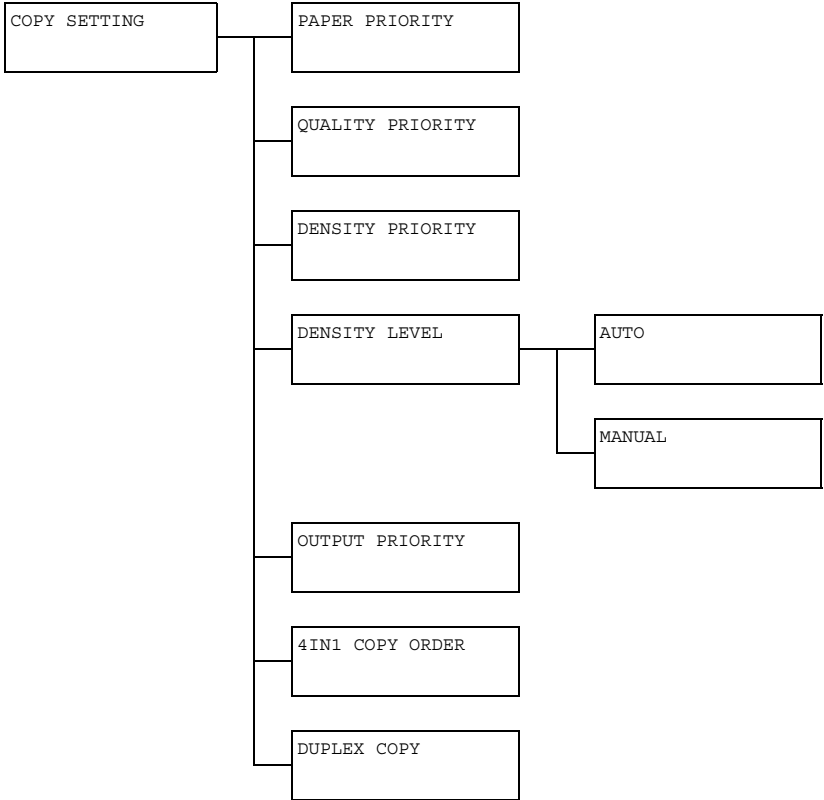 COPY SETTING
PAPER PRIORITY
QUALITY PRIORITY
DENSITY PRIORITY
DENSITY LEVEL
AUTO
MANUAL
OUTPUT PRIORITY
4IN1 COPY ORDER
DUPLEX COPY